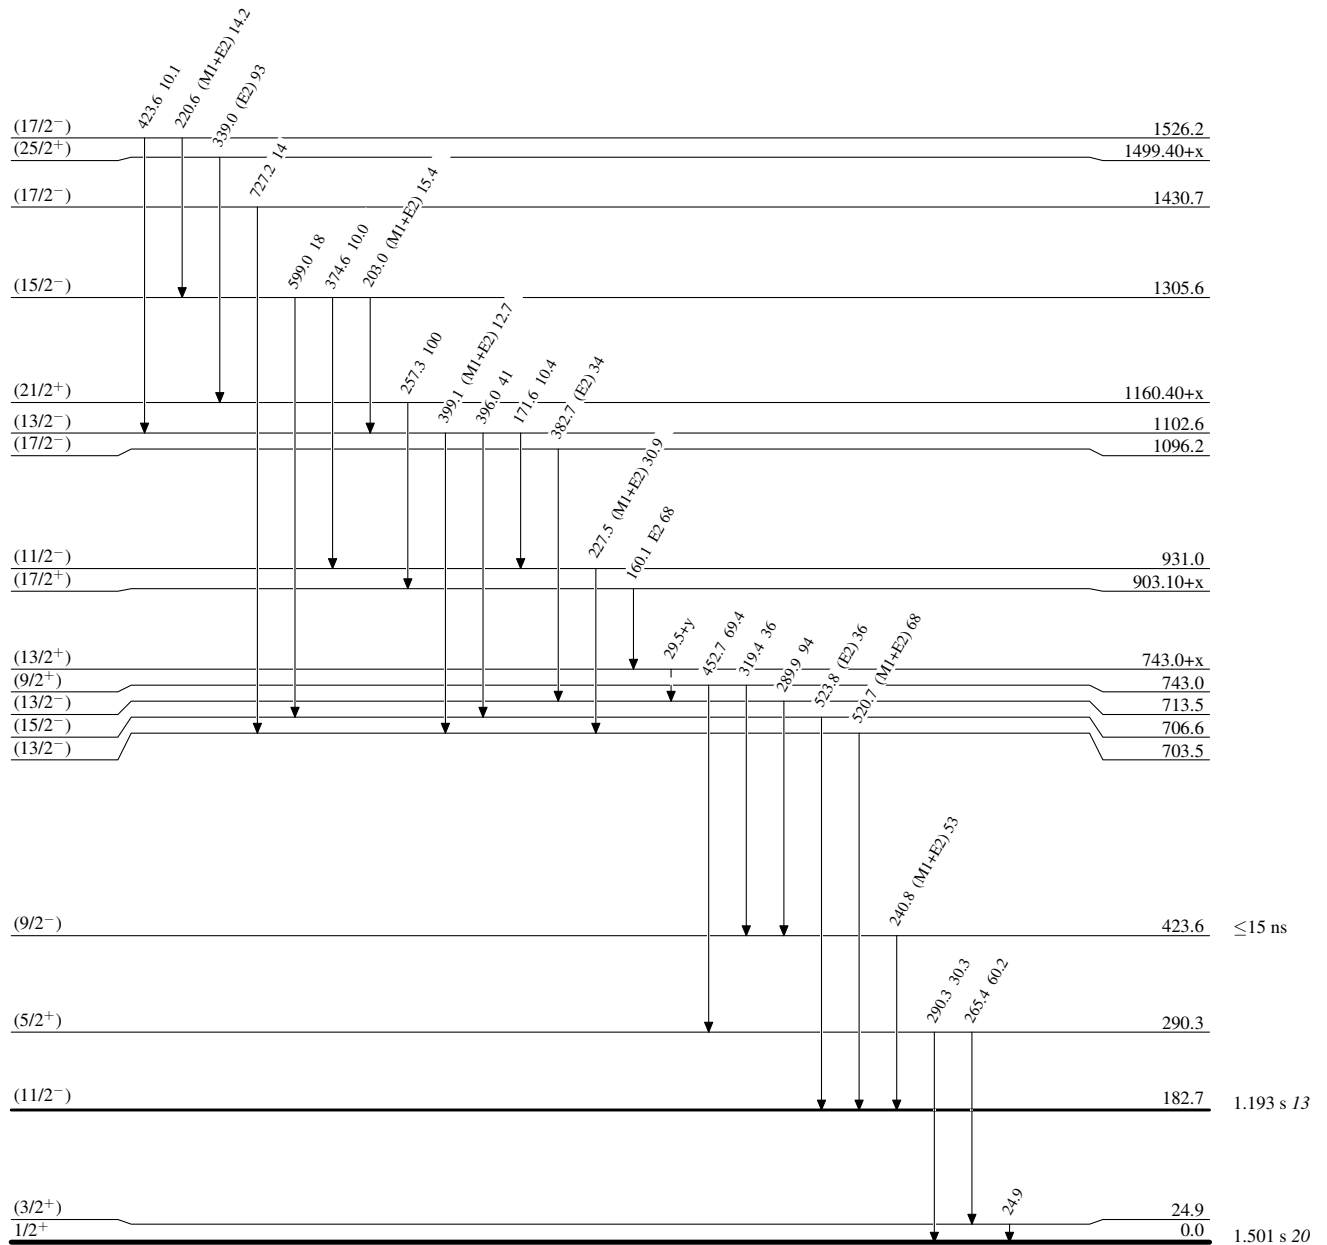 423.6 10.1
220.6 (M1+E2) 14.2
339.0 (E2) 93
(17/2⁻) 1526.2
(25/2⁺) 1499.40+x
727.2 14
(17/2⁻) 1430.7
599.0 18
374.6 10.0
203.0 (M1+E2) 15.4
(15/2⁻) 1305.6
257.3 100
(21/2⁺) 1160.40+x
399.1 (M1+E2) 12.7
396.0 41
171.6 10.4
(13/2⁻) 1102.6
382.7 (E2) 34
(17/2⁻) 1096.2
227.5 (M1+E2) 30.9
(11/2⁻) 931.0
160.1 E2 68
(17/2⁺) 903.10+x
(13/2⁺) 743.0+x
29.5+y
452.7 69.4
319.4 36
(9/2⁺) 743.0
289.9 94
(13/2⁻) 713.5
523.8 (E2) 36
(15/2⁻) 706.6
520.7 (M1+E2) 68
(13/2⁻) 703.5
240.8 (M1+E2) 53
(9/2⁻) 423.6 ≤15 ns
290.3 30.3
265.4 60.2
(5/2⁺) 290.3
(11/2⁻) 182.7 1.193 s 13
24.9
(3/2⁺) 24.9
1/2⁺ 0.0 1.501 s 20